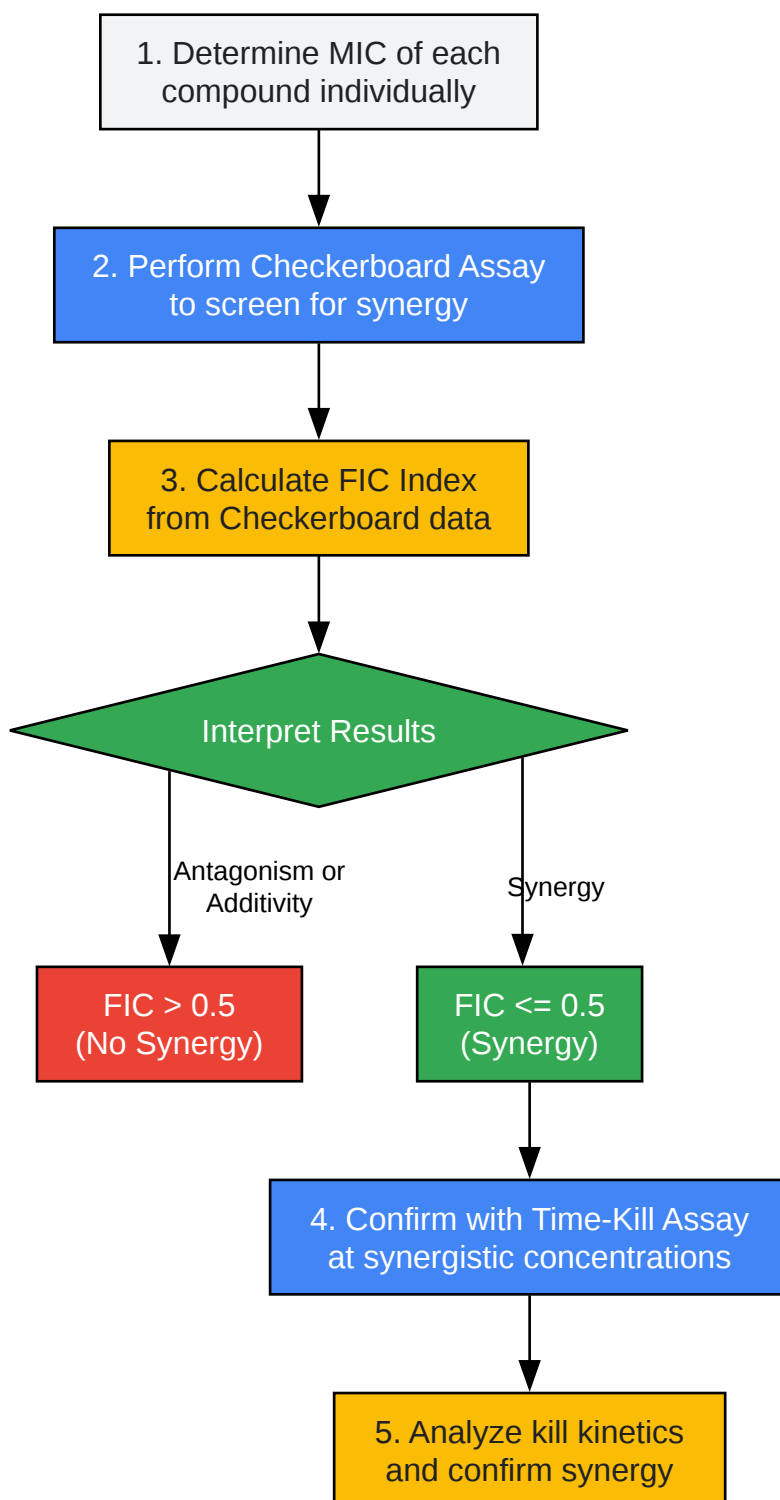 1. Determine MIC of each
compound individually
2. Perform Checkerboard Assay
to screen for synergy
3. Calculate FIC Index
from Checkerboard data
Interpret Results
Antagonism or
Additivity
Synergy
FIC > 0.5
(No Synergy)
FIC <= 0.5
(Synergy)
4. Confirm with Time-Kill Assay
at synergistic concentrations
5. Analyze kill kinetics
and confirm synergy